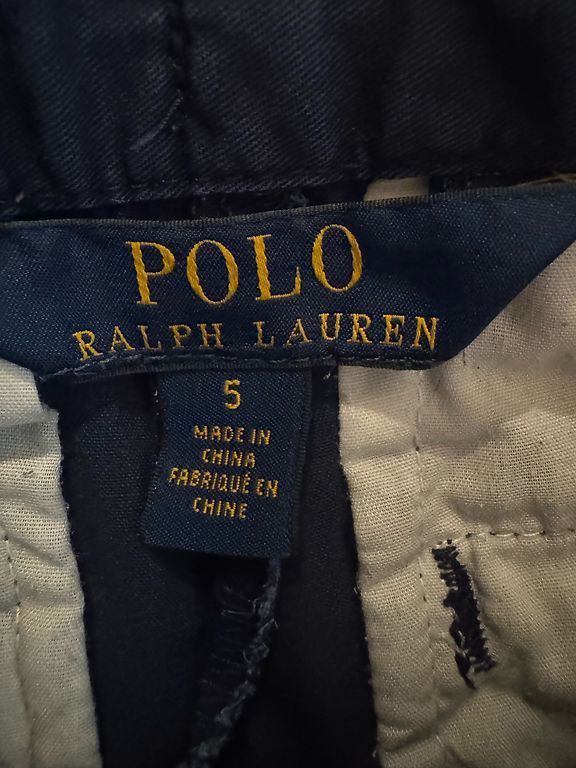 POLO
RALPH LAUREN
5
MADE IN
CHINA
FABRIQUÉ EN
CHINE